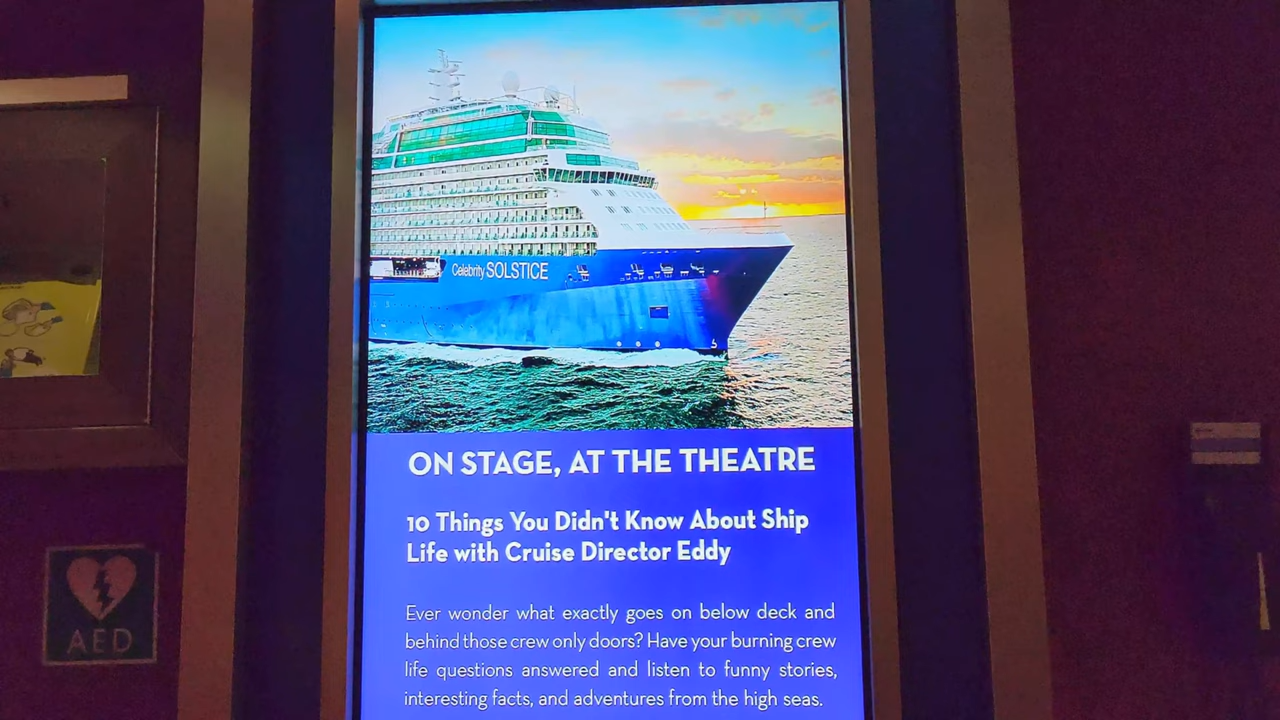 Celebrity SOLSTICE
ON STAGE, AT THE THEATRE
10 Things You Didn't Know About Ship
Life with Cruise Director Eddy
Ever wonder what exactly goes on below deck and
behind those crew only doors? Have your burning crew
life questions answered and listen to funny stories,
interesting facts, and adventures from the high seas.
AED